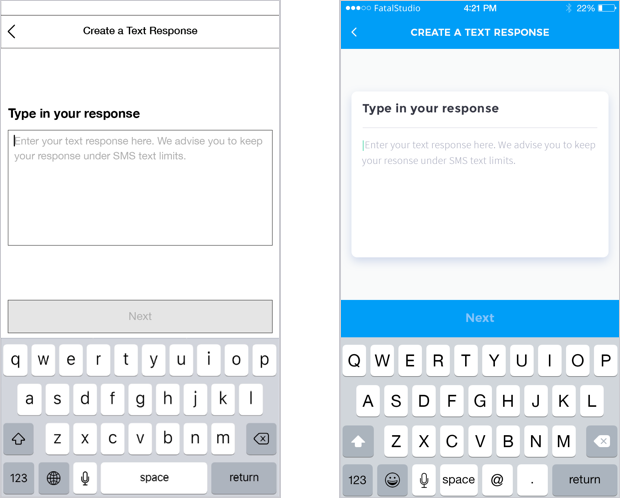 Create a Text Response
Type in your response
Enter your text response here. We advise you to keep
your response under SMS text limits.
Next
q w e r t y u i o p
a s d f g h j k l
z x c v b n m
123 space return
FatalStudio 4:21 PM 22%
CREATE A TEXT RESPONSE
Type in your response
Enter your text response here. We advise you to keep
your resonse under SMS text limits.
Next
Q W E R T Y U I O P
A S D F G H J K L
Z X C V B N M
123 space @ . return